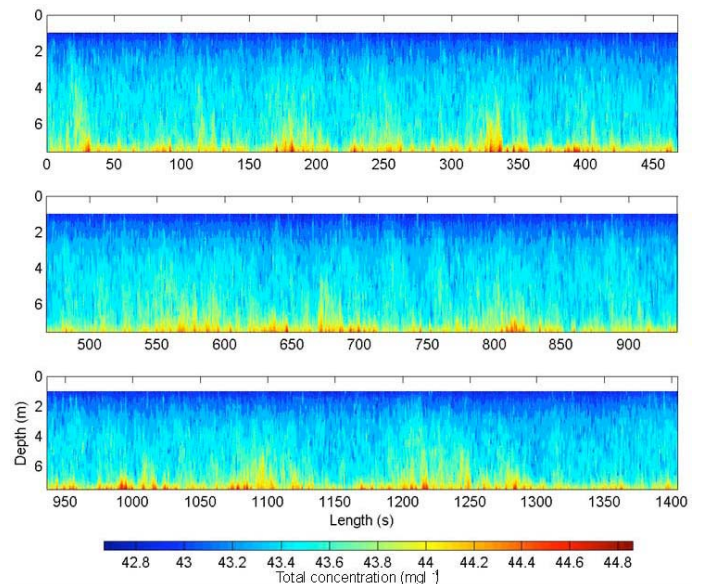 0
2
4
6
0 50 100 150 200 250 300 350 400 450
0
2
4
6
500 550 600 650 700 750 800 850 900
0
2
4
6
Depth (m)
950 1000 1050 1100 1150 1200 1250 1300 1350 1400
Length (s)
42.8 43 43.2 43.4 43.6 43.8 44 44.2 44.4 44.6 44.8
Total concentration (mgl⁻¹)